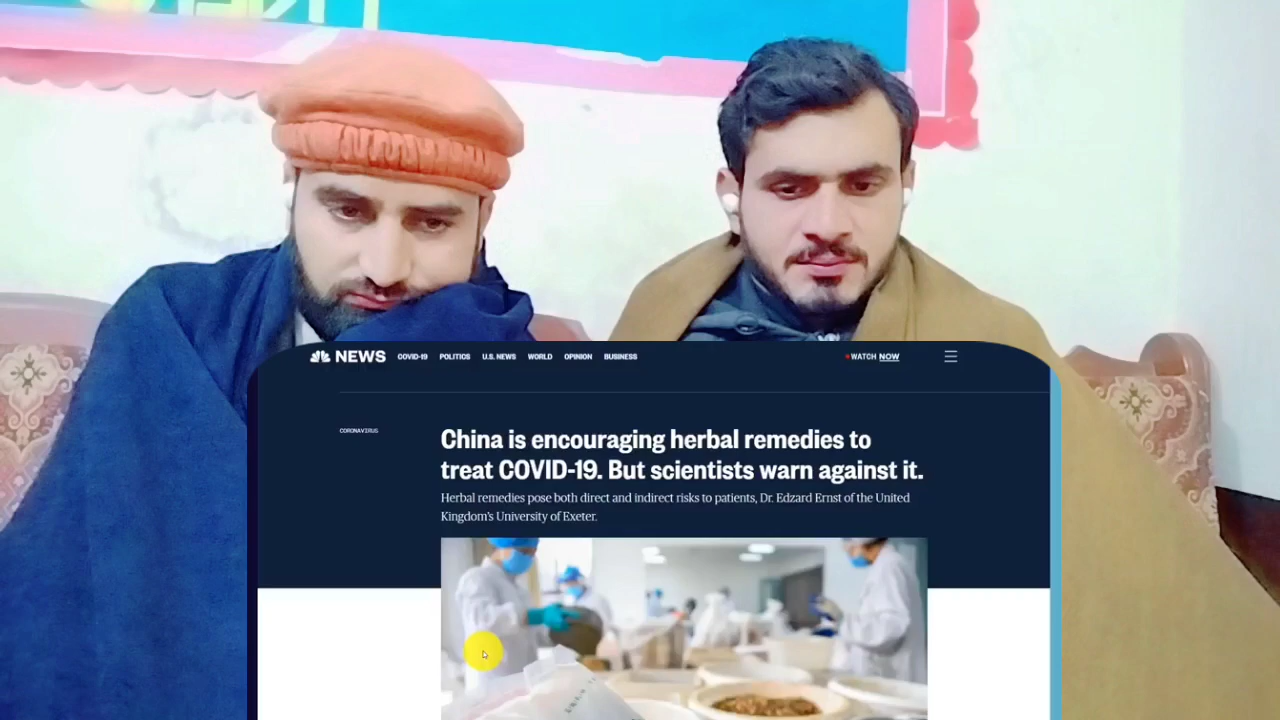 NEWS COVID-19 POLITICS U.S. NEWS WORLD OPINION BUSINESS WATCH NOW
CORONAVIRUS
China is encouraging herbal remedies to
treat COVID-19. But scientists warn against it.
Herbal remedies pose both direct and indirect risks to patients, Dr. Edzard Ernst of the United
Kingdom's University of Exeter.